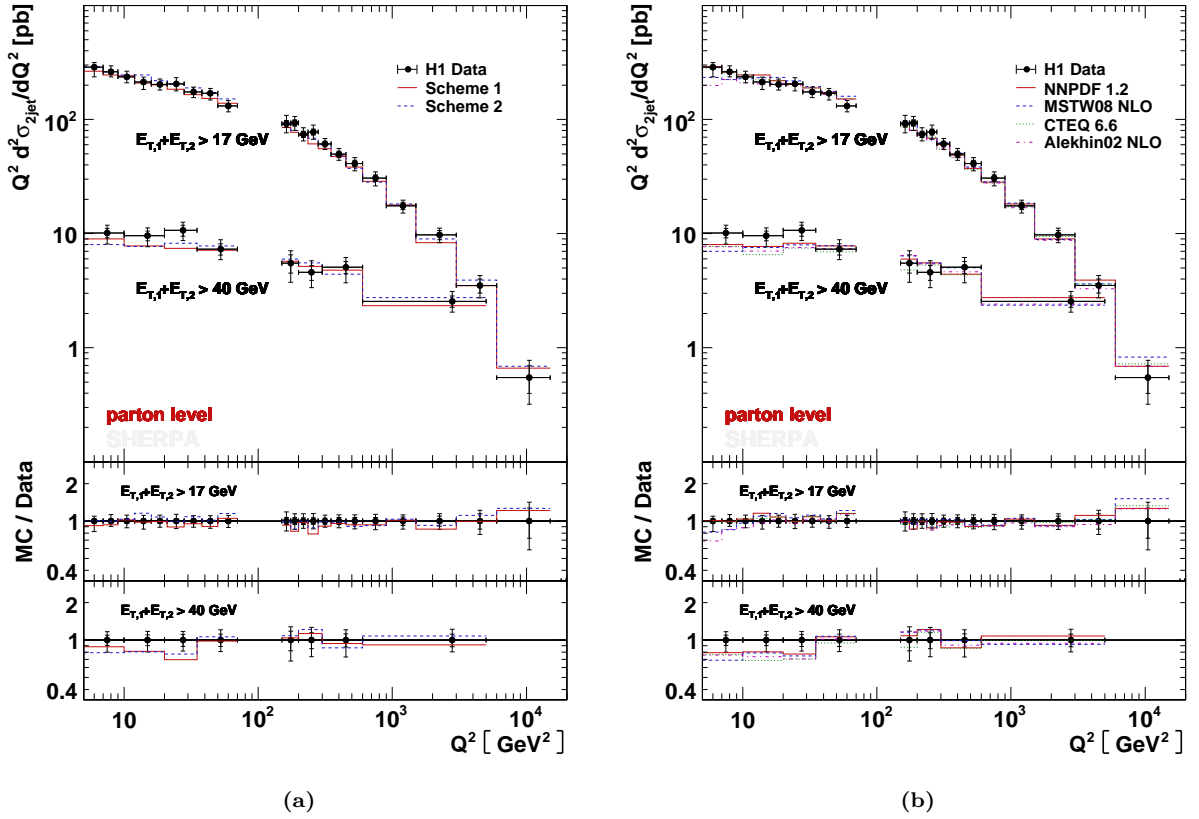 Q² d²σ_2jet/dQ² [pb]
10²
10
1
H1 Data
Scheme 1
Scheme 2
E_T,1+E_T,2 > 17 GeV
E_T,1+E_T,2 > 40 GeV
parton level
SHERPA
MC / Data
2
1
0.4
E_T,1+E_T,2 > 17 GeV
2
1
0.4
E_T,1+E_T,2 > 40 GeV
10 10² 10³ 10⁴
Q² [ GeV² ]
(a)
Q² d²σ_2jet/dQ² [pb]
10²
10
1
H1 Data
NNPDF 1.2
MSTW08 NLO
CTEQ 6.6
Alekhin02 NLO
E_T,1+E_T,2 > 17 GeV
E_T,1+E_T,2 > 40 GeV
parton level
SHERPA
MC / Data
2
1
0.4
E_T,1+E_T,2 > 17 GeV
2
1
0.4
E_T,1+E_T,2 > 40 GeV
10 10² 10³ 10⁴
Q² [ GeV² ]
(b)